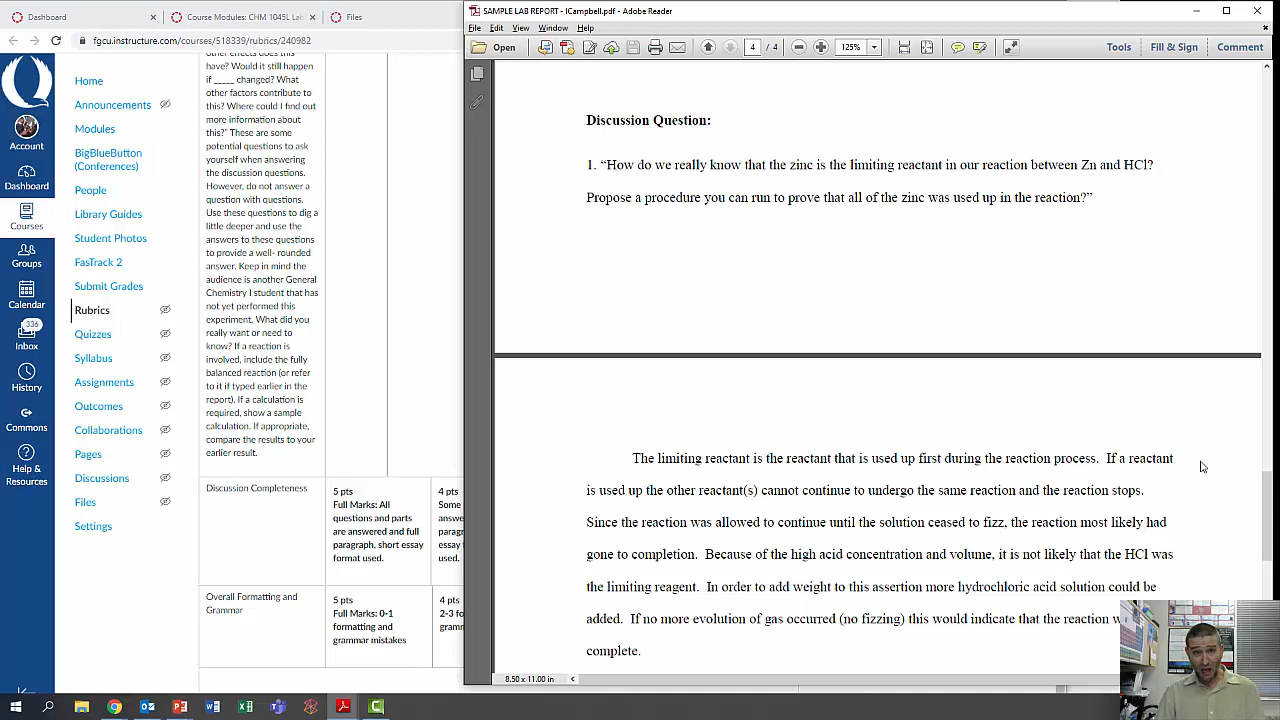 Dashboard
Course Modules: CHM 1045L Lab
Files
fgcu.instructure.com/courses/518339/rubrics/240982
Account
Dashboard
Courses
Groups
Calendar
336
Inbox
History
Commons
Help &
Resources
Home
Announcements
Modules
BigBlueButton
(Conferences)
People
Library Guides
Student Photos
FasTrack 2
Submit Grades
Rubrics
Quizzes
Syllabus
Assignments
Outcomes
Collaborations
Pages
Discussions
Files
Settings
other effects does this
have? Would it still happen
if _____ changed? What
other factors contribute to
this? Where could I find out
more information about
this?" These are some
potential questions to ask
yourself when answering
the discussion questions.
However, do not answer a
question with questions.
Use these questions to dig a
little deeper and use the
answers to these questions
to provide a well- rounded
answer. Keep in mind the
audience is another General
Chemistry I student that has
not yet performed this
experiment. What did you
really want or need to
know? If a reaction is
involved, include the fully
balanced reaction (or refer
to it if typed earlier in the
report). If a calculation is
required, show a sample
calculation. If appropriate,
compare the results to your
earlier result.
Discussion Completeness
5 pts
Full Marks: All
questions and parts
are answered and full
paragraph, short essay
format used.
4 pts
Some
answe
paragr
essay
used.
Overall Formatting and
Grammar
5 pts
Full Marks: 0-1
formatting and
grammar mistakes
4 pts
2-3 fo
gramm
SAMPLE LAB REPORT - ICampbell.pdf - Adobe Reader
File Edit View Window Help
Open
4 / 4
125%
Tools
Fill & Sign
Comment
Discussion Question:
1. “How do we really know that the zinc is the limiting reactant in our reaction between Zn and HCl?
Propose a procedure you can run to prove that all of the zinc was used up in the reaction?”
The limiting reactant is the reactant that is used up first during the reaction process. If a reactant
is used up the other reactant(s) cannot continue to undergo the same reaction and the reaction stops.
Since the reaction was allowed to continue until the solution ceased to fizz, the reaction most likely had
gone to completion. Because of the high acid concentration and volume, it is not likely that the HCl was
the limiting reagent. In order to add weight to this assertion more hydrochloric acid solution could be
added. If no more evolution of gas occurred (no fizzing) this would indicate that the reaction w
complete.
8.50 x 11.00 in